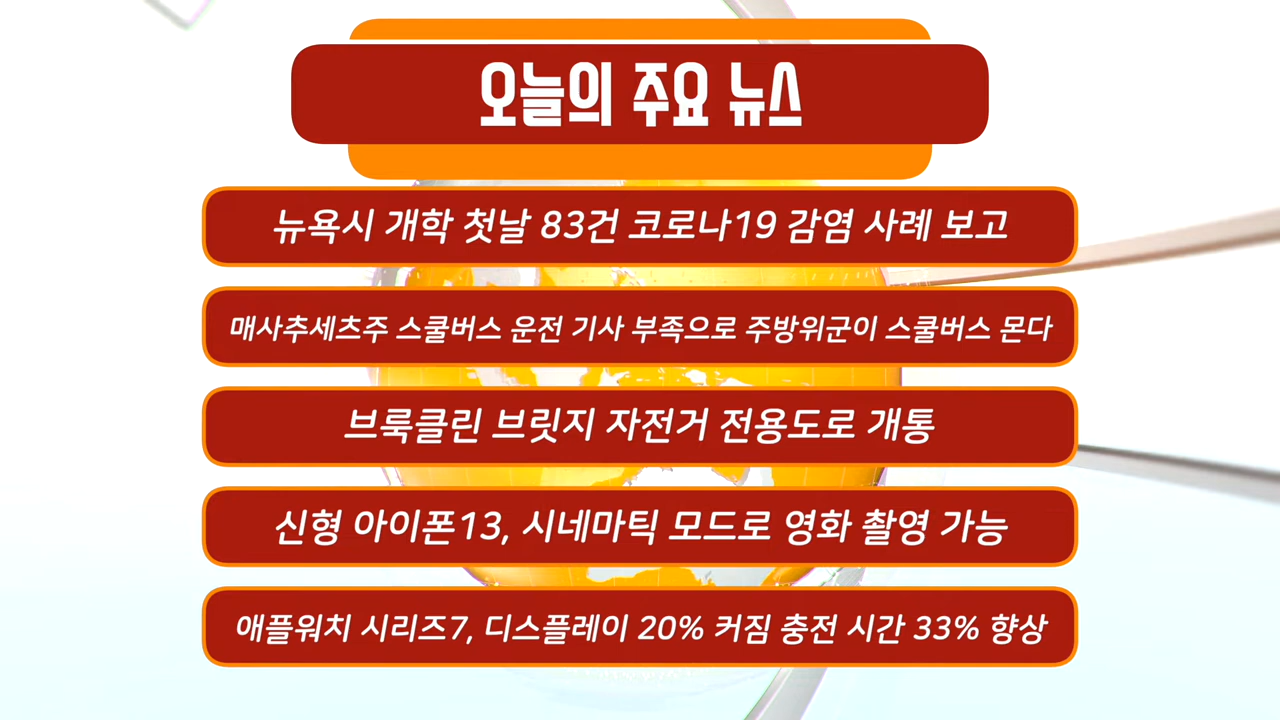 오늘의 주요 뉴스
뉴욕시 개학 첫날 83건 코로나19 감염 사례 보고
매사추세츠주 스쿨버스 운전 기사 부족으로 주방위군이 스쿨버스 몬다
브룩클린 브릿지 자전거 전용도로 개통
신형 아이폰13, 시네마틱 모드로 영화 촬영 가능
애플워치 시리즈7, 디스플레이 20% 커짐 충전 시간 33% 향상